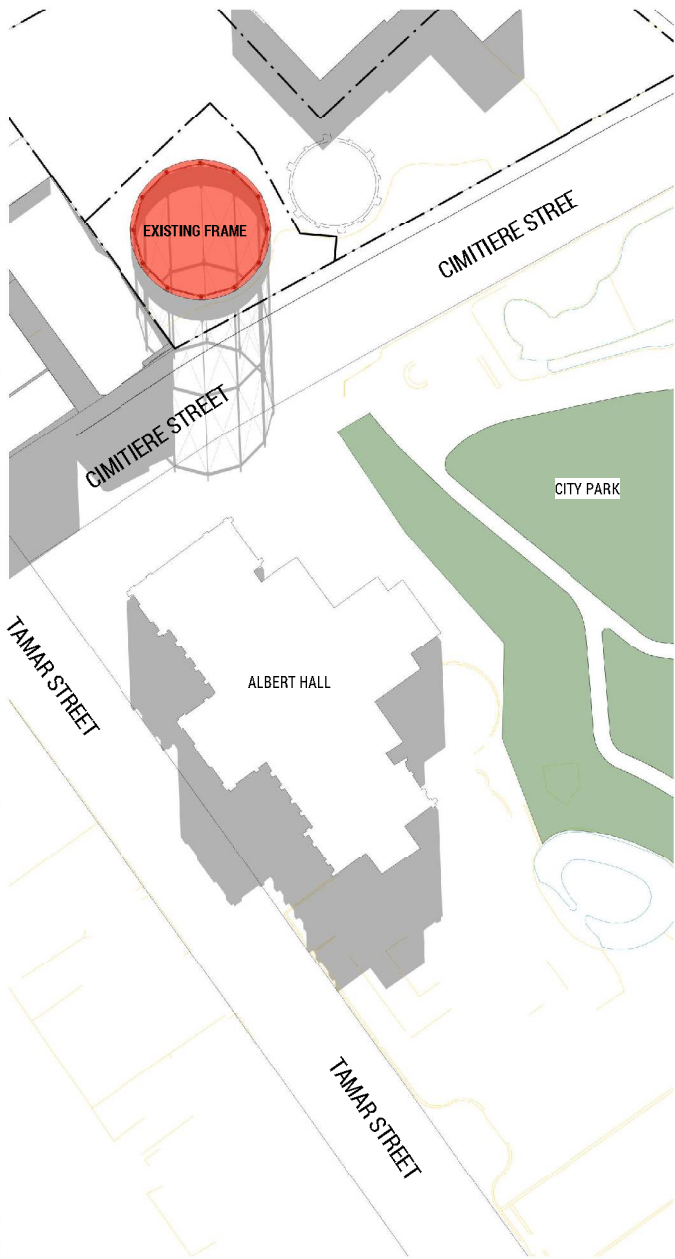 CIMITIERE STREE
EXISTING FRAME
CIMITIERE STREET
CITY PARK
TAMAR STREET
ALBERT HALL
TAMAR STREET